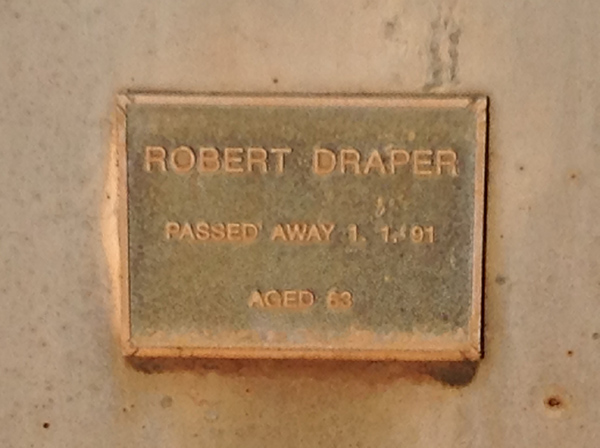 ROBERT DRAPER
PASSED AWAY 1. 1. 91
AGED